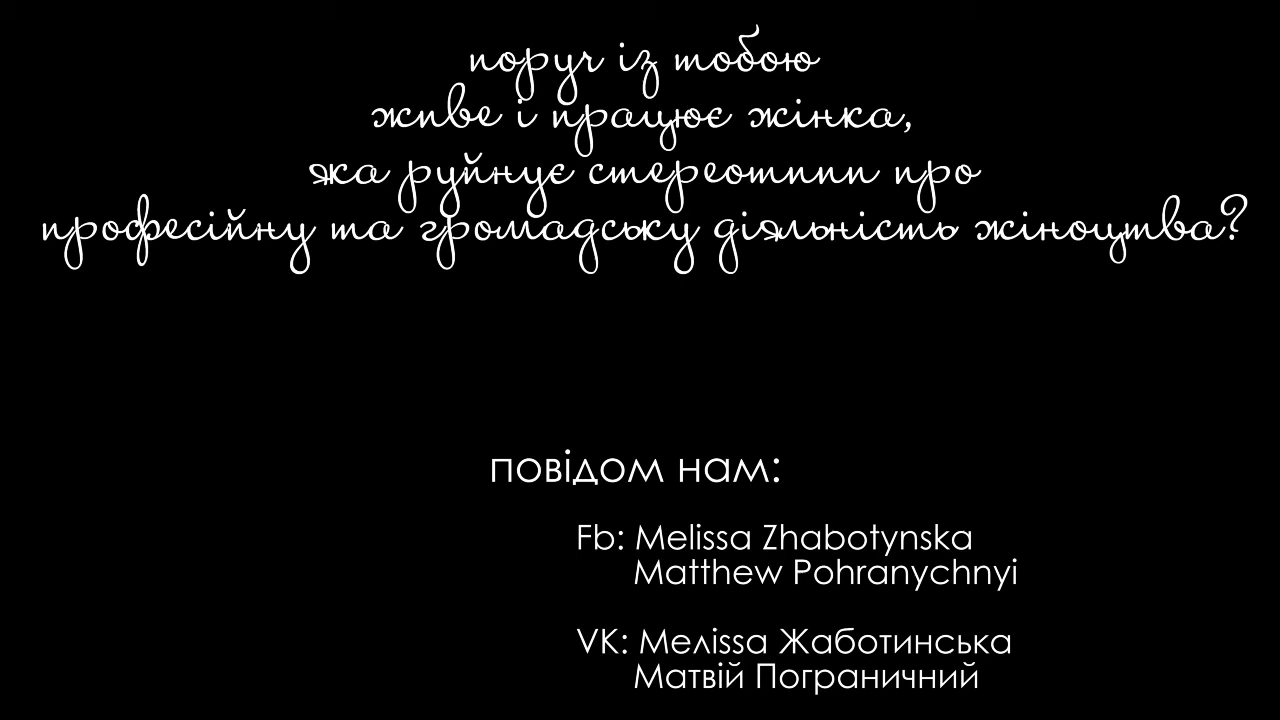 поруч із тобою
живе і працює жінка,
яка руйнує стереотипи про
професійну та громадську діяльність жіноцтва?
повідом нам:
Fb: Melissa Zhabotynska
Matthew Pohranychnyi
VK: Меліssа Жаботинська
Матвій Пограничний